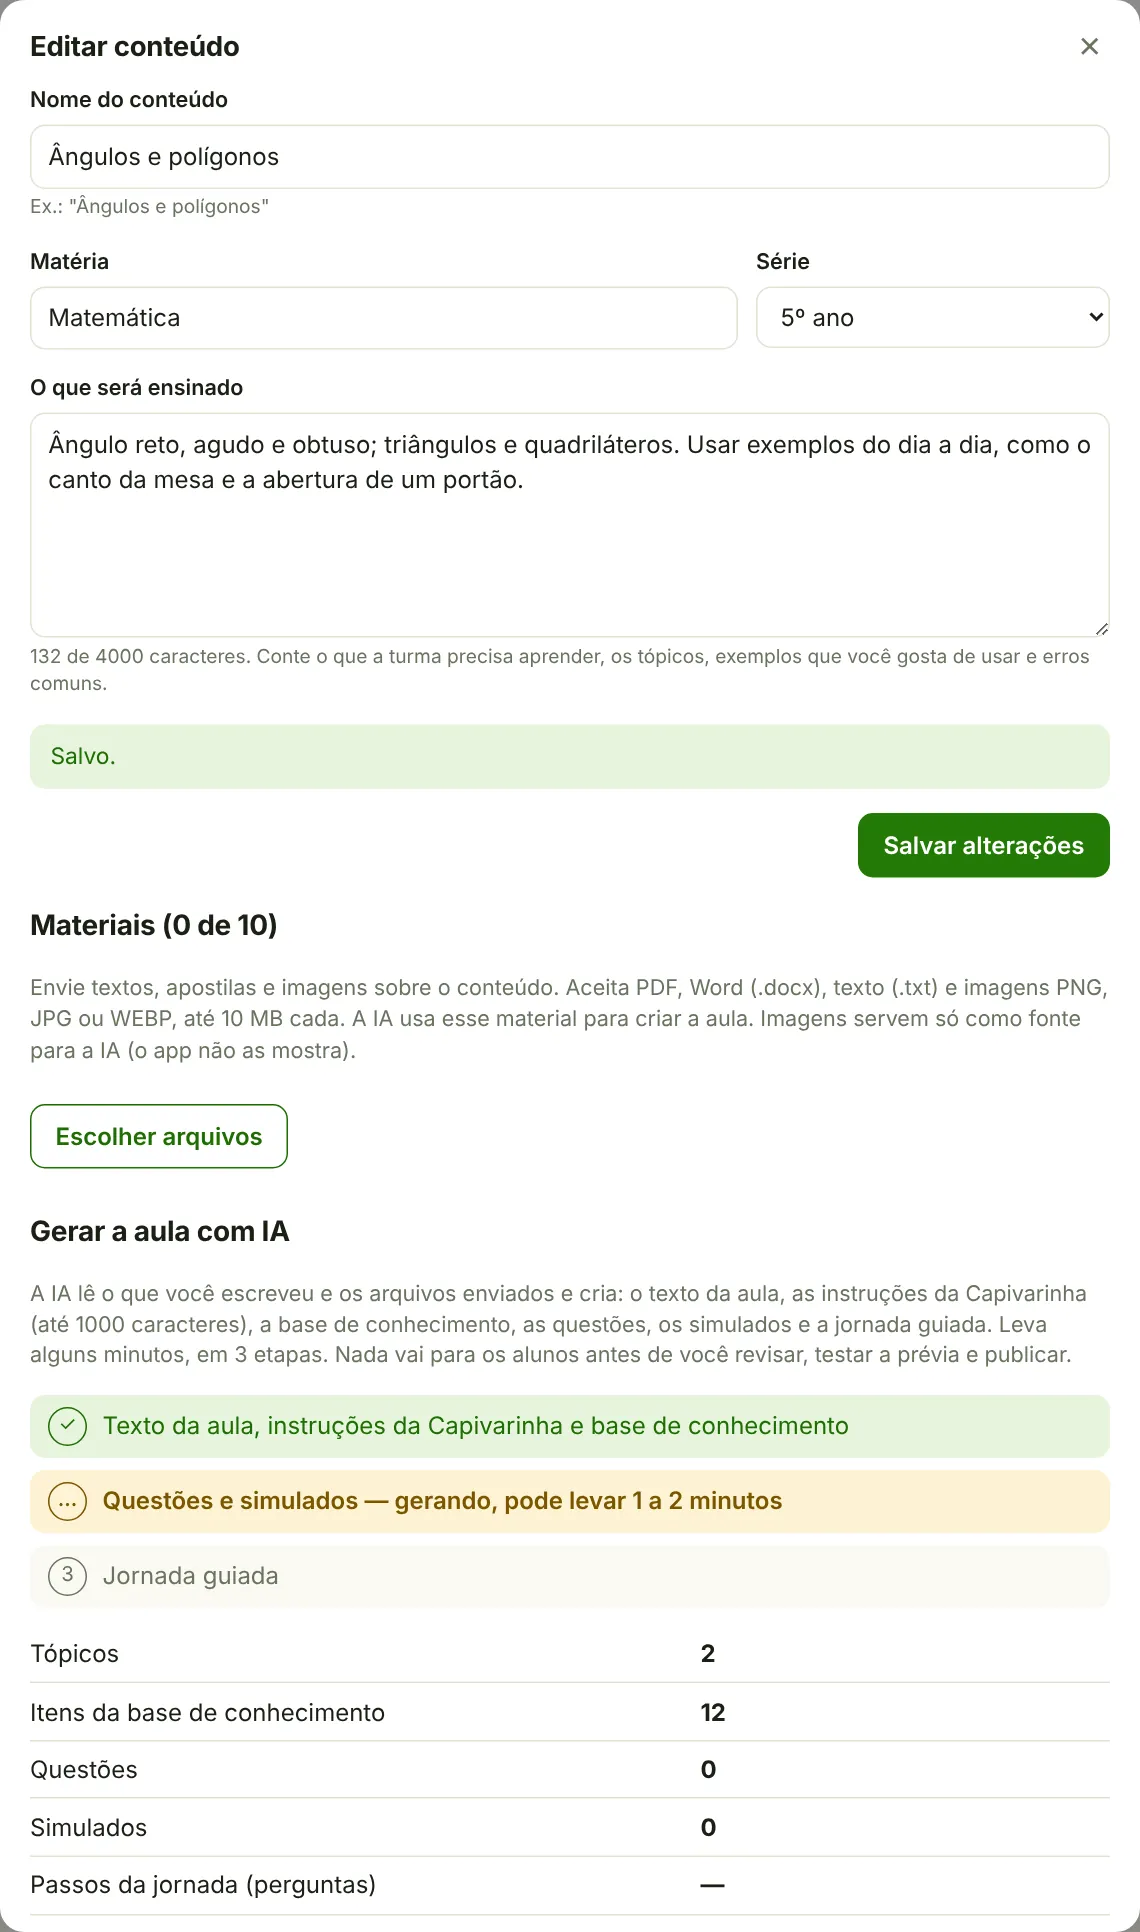 Editar conteúdo
Nome do conteúdo
Ângulos e polígonos
Ex.: "Ângulos e polígonos"
Matéria
Série
Matemática
5º ano
O que será ensinado
Ângulo reto, agudo e obtuso; triângulos e quadriláteros. Usar exemplos do dia a dia, como o
canto da mesa e a abertura de um portão.
132 de 4000 caracteres. Conte o que a turma precisa aprender, os tópicos, exemplos que você gosta de usar e erros
comuns.
Salvo.
Salvar alterações
Materiais (0 de 10)
Envie textos, apostilas e imagens sobre o conteúdo. Aceita PDF, Word (.docx), texto (.txt) e imagens PNG,
JPG ou WEBP, até 10 MB cada. A IA usa esse material para criar a aula. Imagens servem só como fonte
para a IA (o app não as mostra).
Escolher arquivos
Gerar a aula com IA
A IA lê o que você escreveu e os arquivos enviados e cria: o texto da aula, as instruções da Capivarinha
(até 1000 caracteres), a base de conhecimento, as questões, os simulados e a jornada guiada. Leva
alguns minutos, em 3 etapas. Nada vai para os alunos antes de você revisar, testar a prévia e publicar.
Texto da aula, instruções da Capivarinha e base de conhecimento
... Questões e simulados — gerando, pode levar 1 a 2 minutos
3 Jornada guiada
Tópicos 2
Itens da base de conhecimento 12
Questões 0
Simulados 0
Passos da jornada (perguntas) —